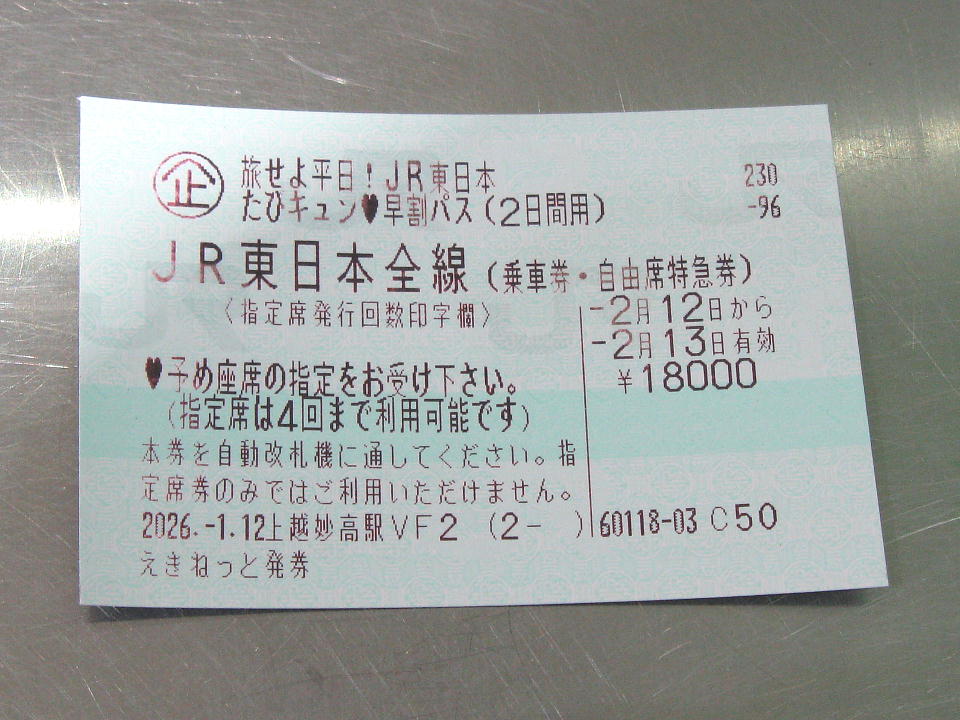 企 旅せよ平日!JR東日本 230
たびキュン♥早割パス(2日間用) -96
JR東日本全線(乗車券・自由席特急券)
〈指定席発行回数印字欄〉 -2月12日から
-2月13日有効
♥予め座席の指定をお受け下さい。 ¥18000
(指定席は4回まで利用可能です)
本券を自動改札機に通してください。指
定席券のみではご利用いただけません。
2026.-1.12上越妙高駅VF2 (2- ) 60118-03 C50
えきねっと発券